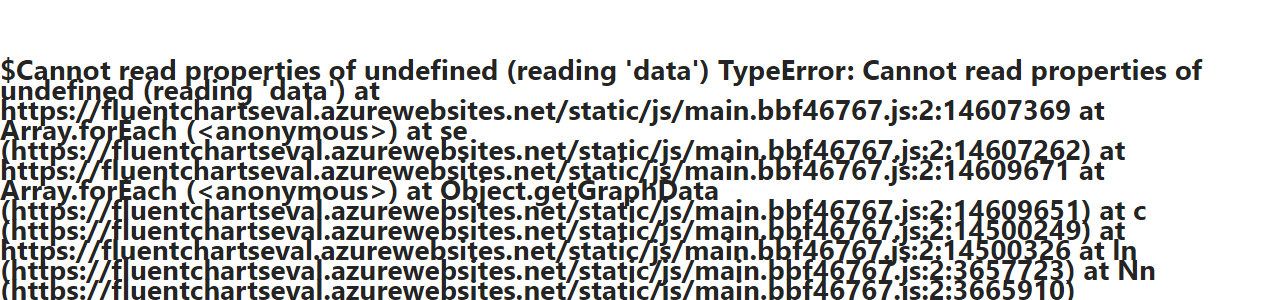 $Cannot read properties of undefined (reading 'data') TypeError: Cannot read properties of
undefined (reading 'data') at
https://fluentchartseval.azurewebsites.net/static/js/main.bbf46767.js:2:14607369 at
Array.forEach (<anonymous>) at se
(https://fluentchartseval.azurewebsites.net/static/js/main.bbf46767.js:2:14607262) at
https://fluentchartseval.azurewebsites.net/static/js/main.bbf46767.js:2:14609671 at
Array.forEach (<anonymous>) at Object.getGraphData
(https://fluentchartseval.azurewebsites.net/static/js/main.bbf46767.js:2:14609651) at c
(https://fluentchartseval.azurewebsites.net/static/js/main.bbf46767.js:2:14500249) at
https://fluentchartseval.azurewebsites.net/static/js/main.bbf46767.js:2:14500326 at In
(https://fluentchartseval.azurewebsites.net/static/js/main.bbf46767.js:2:3657723) at Nn
(https://fluentchartseval.azurewebsites.net/static/js/main.bbf46767.js:2:3665910)